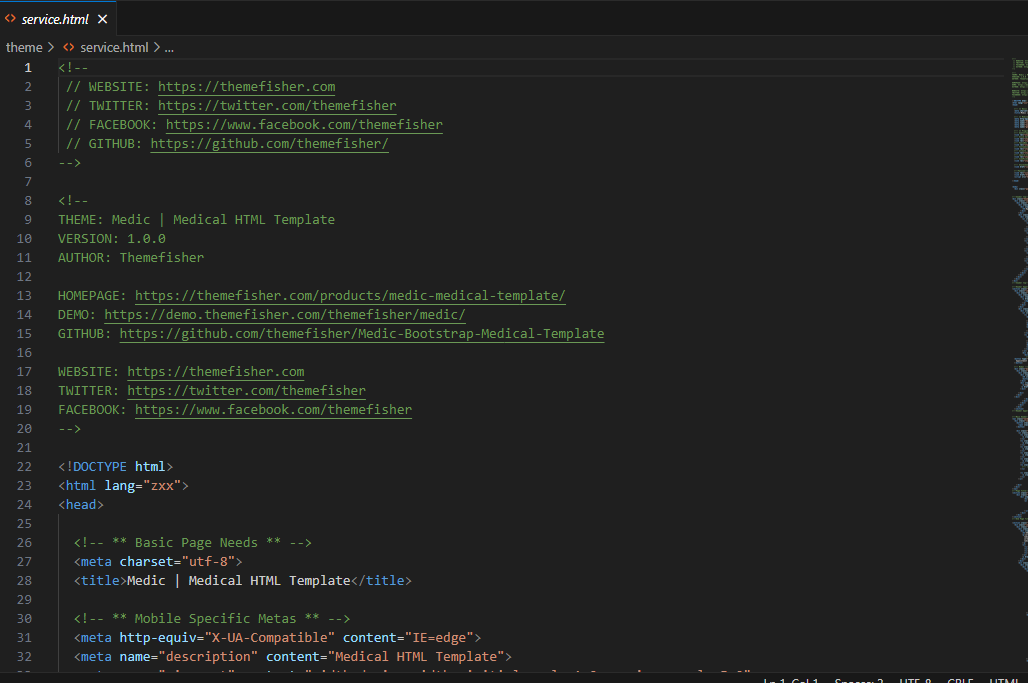 service.html
theme > service.html > ...
1 <!--
2 // WEBSITE: https://themefisher.com
3 // TWITTER: https://twitter.com/themefisher
4 // FACEBOOK: https://www.facebook.com/themefisher
5 // GITHUB: https://github.com/themefisher/
6 -->
7
8 <!--
9 THEME: Medic | Medical HTML Template
10 VERSION: 1.0.0
11 AUTHOR: Themefisher
12
13 HOMEPAGE: https://themefisher.com/products/medic-medical-template/
14 DEMO: https://demo.themefisher.com/themefisher/medic/
15 GITHUB: https://github.com/themefisher/Medic-Bootstrap-Medical-Template
16
17 WEBSITE: https://themefisher.com
18 TWITTER: https://twitter.com/themefisher
19 FACEBOOK: https://www.facebook.com/themefisher
20 -->
21
22 <!DOCTYPE html>
23 <html lang="zxx">
24 <head>
25
26 <!-- ** Basic Page Needs ** -->
27 <meta charset="utf-8">
28 <title>Medic | Medical HTML Template</title>
29
30 <!-- ** Mobile Specific Metas ** -->
31 <meta http-equiv="X-UA-Compatible" content="IE=edge">
32 <meta name="description" content="Medical HTML Template">